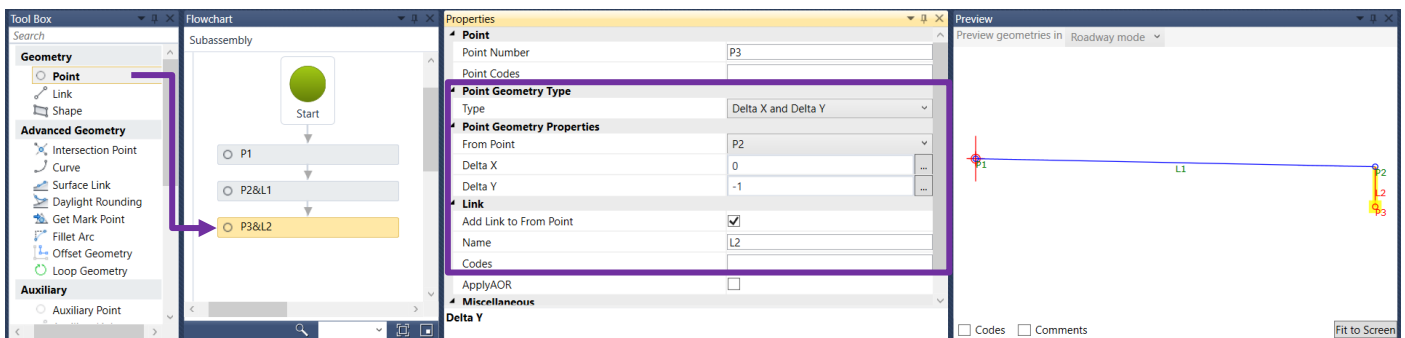 Tool Box
Search
Geometry
Point
Link
Shape
Advanced Geometry
Intersection Point
Curve
Surface Link
Daylight Rounding
Get Mark Point
Fillet Arc
Offset Geometry
Loop Geometry
Auxiliary
Auxiliary Point
Flowchart
Subassembly
Start
P1
P2&L1
P3&L2
Properties
Point
Point Number P3
Point Codes
Point Geometry Type
Type Delta X and Delta Y
Point Geometry Properties
From Point P2
Delta X 0 ...
Delta Y -1 ...
Link
Add Link to From Point
Name L2
Codes
ApplyAOR
Miscellaneous
Delta Y
Preview
Preview geometries in Roadway mode
P1
L1
P2
L2
P3
Codes Comments Fit to Screen